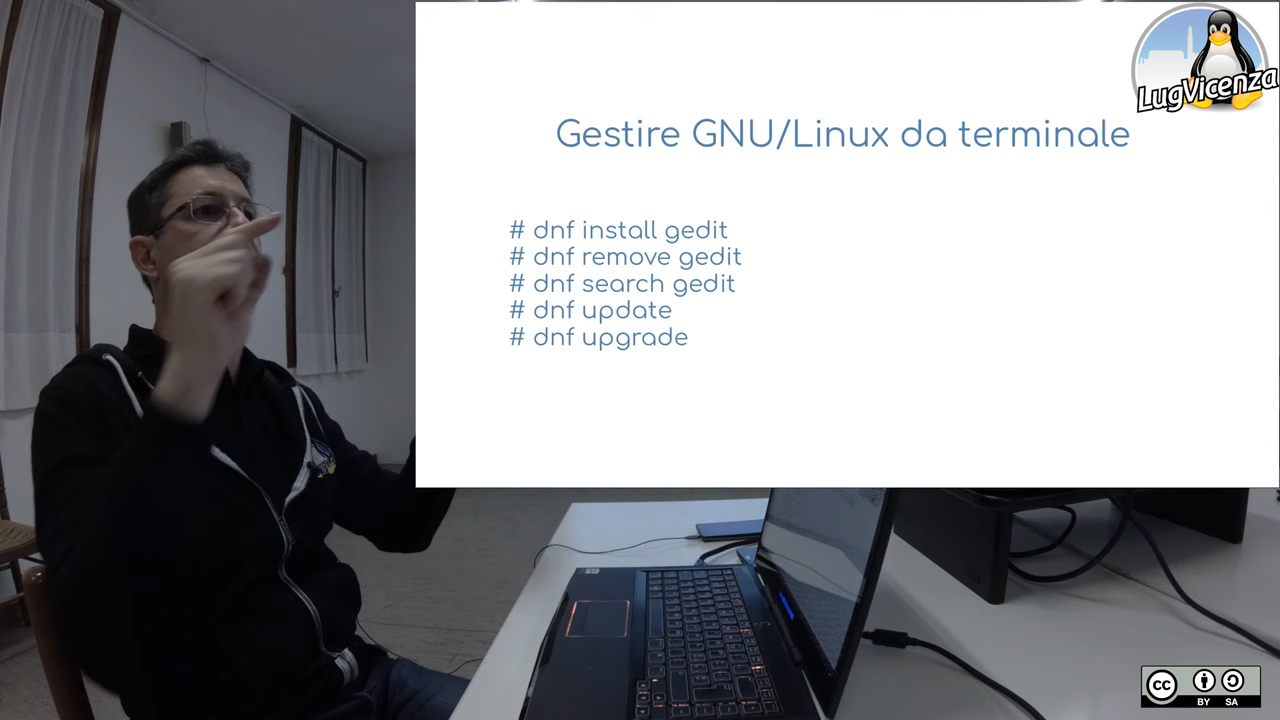 LugVicenza
Gestire GNU/Linux da terminale
# dnf install gedit
# dnf remove gedit
# dnf search gedit
# dnf update
# dnf upgrade
cc
BY SA